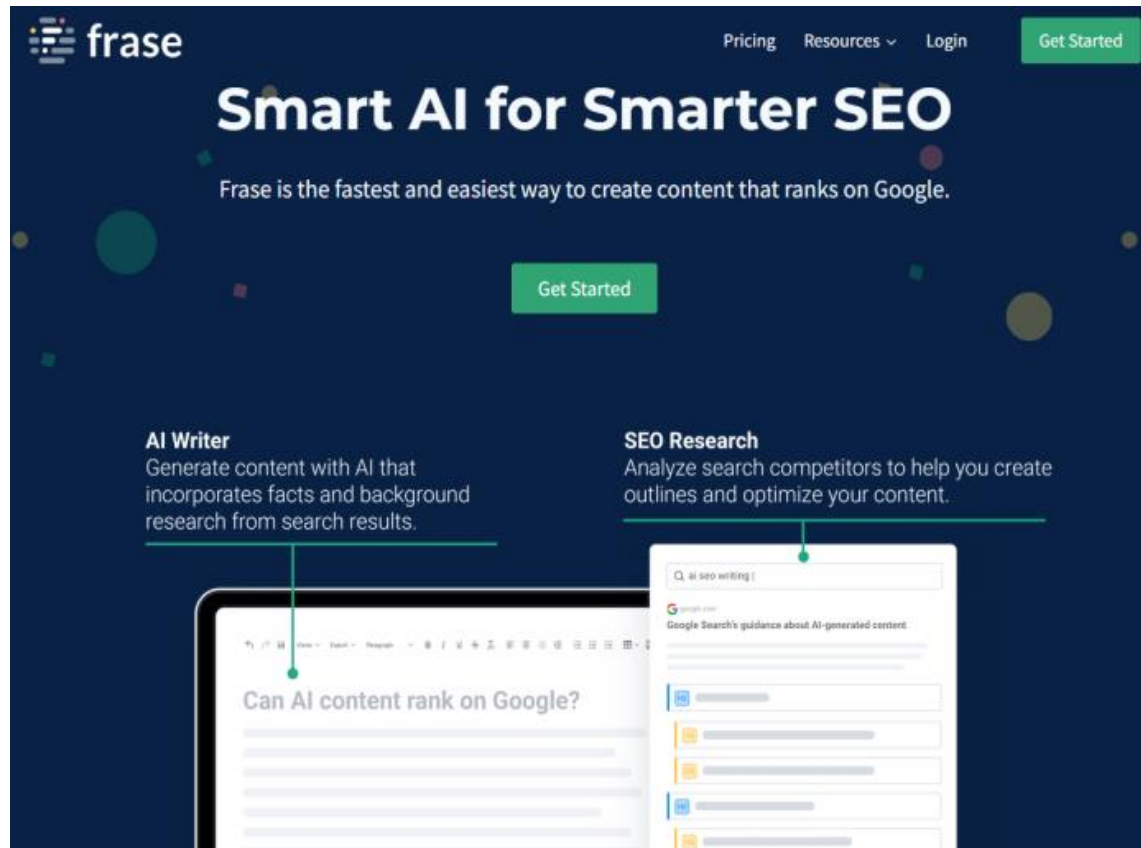 frase
Pricing Resources Login Get Started
Smart AI for Smarter SEO
Frase is the fastest and easiest way to create content that ranks on Google.
Get Started
AI Writer
Generate content with AI that
incorporates facts and background
research from search results.
SEO Research
Analyze search competitors to help you create
outlines and optimize your content.
ai seo writing
google.com
Google Search's guidance about AI-generated content
Can AI content rank on Google?